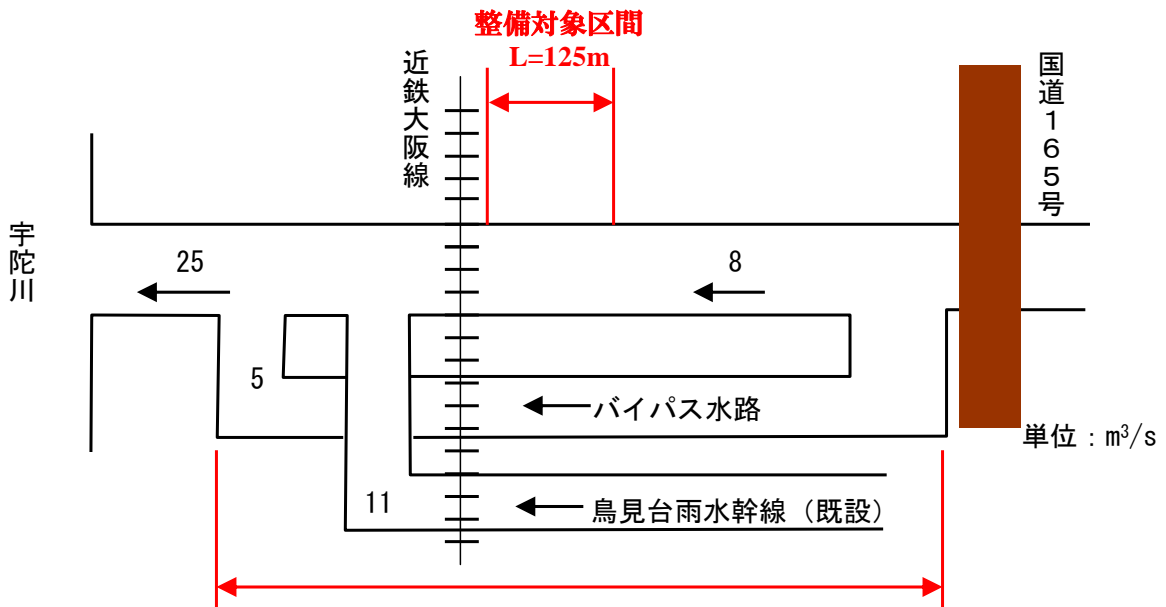 整備対象区間
L=125m
近鉄大阪線
国道165号
宇陀川
25
8
5
バイパス水路
単位：m³/s
11
鳥見台雨水幹線（既設）